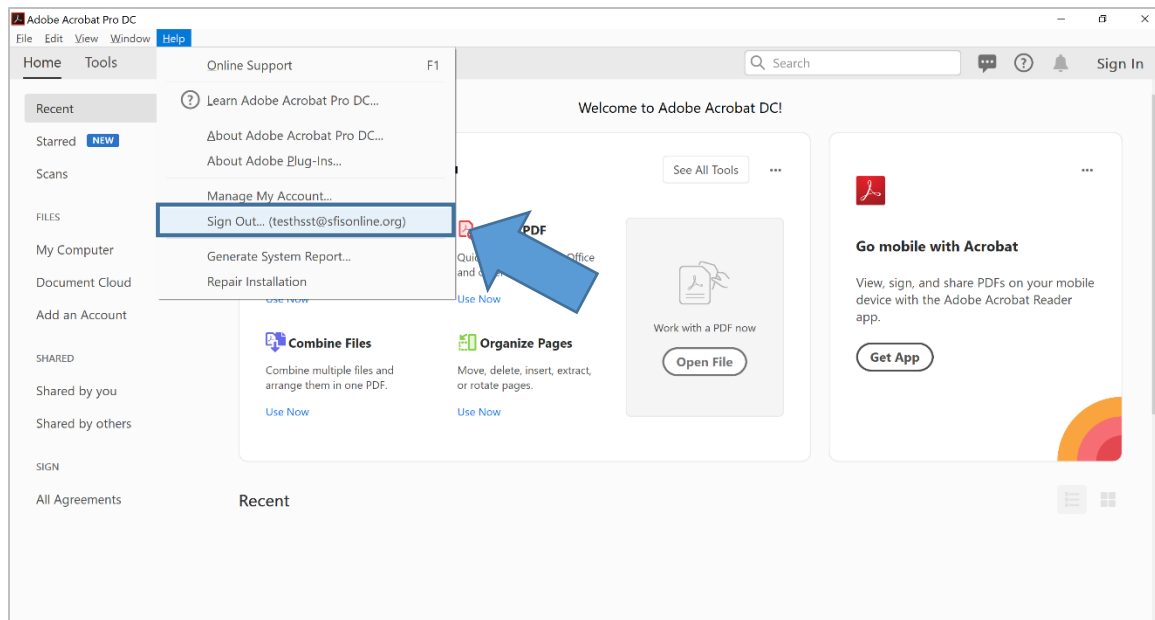 Adobe Acrobat Pro DC
File Edit View Window Help
Home Tools
Search
Sign In
Online Support F1
Learn Adobe Acrobat Pro DC...
About Adobe Acrobat Pro DC...
About Adobe Plug-Ins...
Manage My Account...
Sign Out... (testhsst@sfisonline.org)
Generate System Report...
Repair Installation
Recent
Starred NEW
Scans
FILES
My Computer
Document Cloud
Add an Account
SHARED
Shared by you
Shared by others
SIGN
All Agreements
Welcome to Adobe Acrobat DC!
See All Tools
PDF
Office
and
Use Now
Use Now
Combine Files
Combine multiple files and
arrange them in one PDF.
Use Now
Organize Pages
Move, delete, insert, extract,
or rotate pages.
Use Now
Work with a PDF now
Open File
Go mobile with Acrobat
View, sign, and share PDFs on your mobile
device with the Adobe Acrobat Reader
app.
Get App
Recent